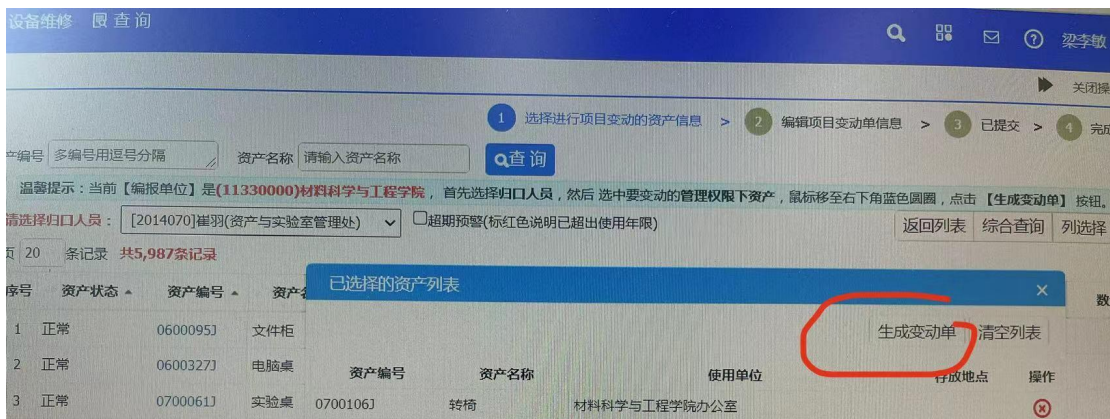 设备维修 查询
梁李敏
关闭操
1 选择进行项目变动的资产信息 > 2 编辑项目变动单信息 > 3 已提交 > 4 完成
产编号 多编号用逗号分隔 资产名称 请输入资产名称 查询
温馨提示：当前【编报单位】是(11330000)材料科学与工程学院，首先选择归口人员，然后 选中要变动的管理权限下资产，鼠标移至右下角蓝色圆圈，点击 【生成变动单】 按钮。
请选择归口人员： [2014070]崔羽(资产与实验室管理处) 超期预警(标红色说明已超出使用年限) 返回列表 综合查询 列选择
页 20 条记录 共5,987条记录
已选择的资产列表 ×
序号 资产状态 资产编号 资产名 数
生成变动单 清空列表
1 正常 0600095J 文件柜
2 正常 0600327J 电脑桌
资产编号 资产名称 使用单位 存放地点 操作
3 正常 0700061J 实验桌
0700106J 转椅 材料科学与工程学院办公室